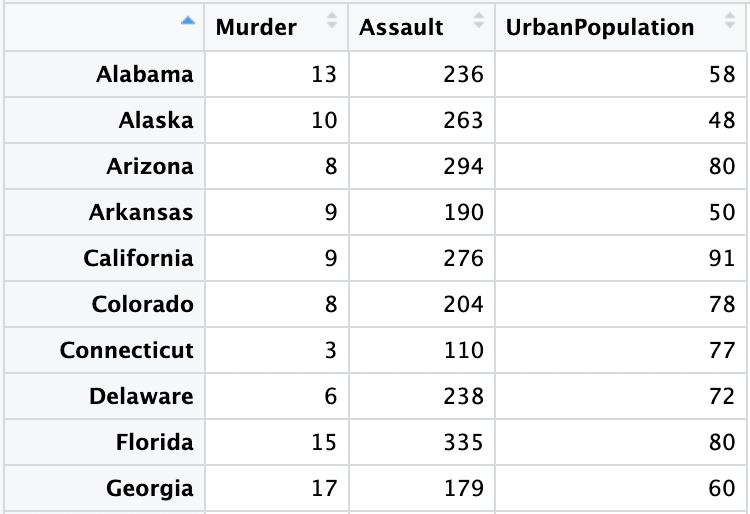 Murder Assault UrbanPopulation
Alabama 13 236 58
Alaska 10 263 48
Arizona 8 294 80
Arkansas 9 190 50
California 9 276 91
Colorado 8 204 78
Connecticut 3 110 77
Delaware 6 238 72
Florida 15 335 80
Georgia 17 179 60